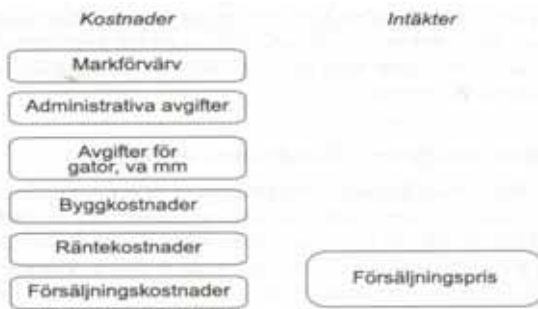 Kostnader
Intäkter
Markförvärv
Administrativa avgifter
Avgifter för
gator, va mm
Byggkostnader
Räntekostnader
Försäljningskostnader
Försäljningspris